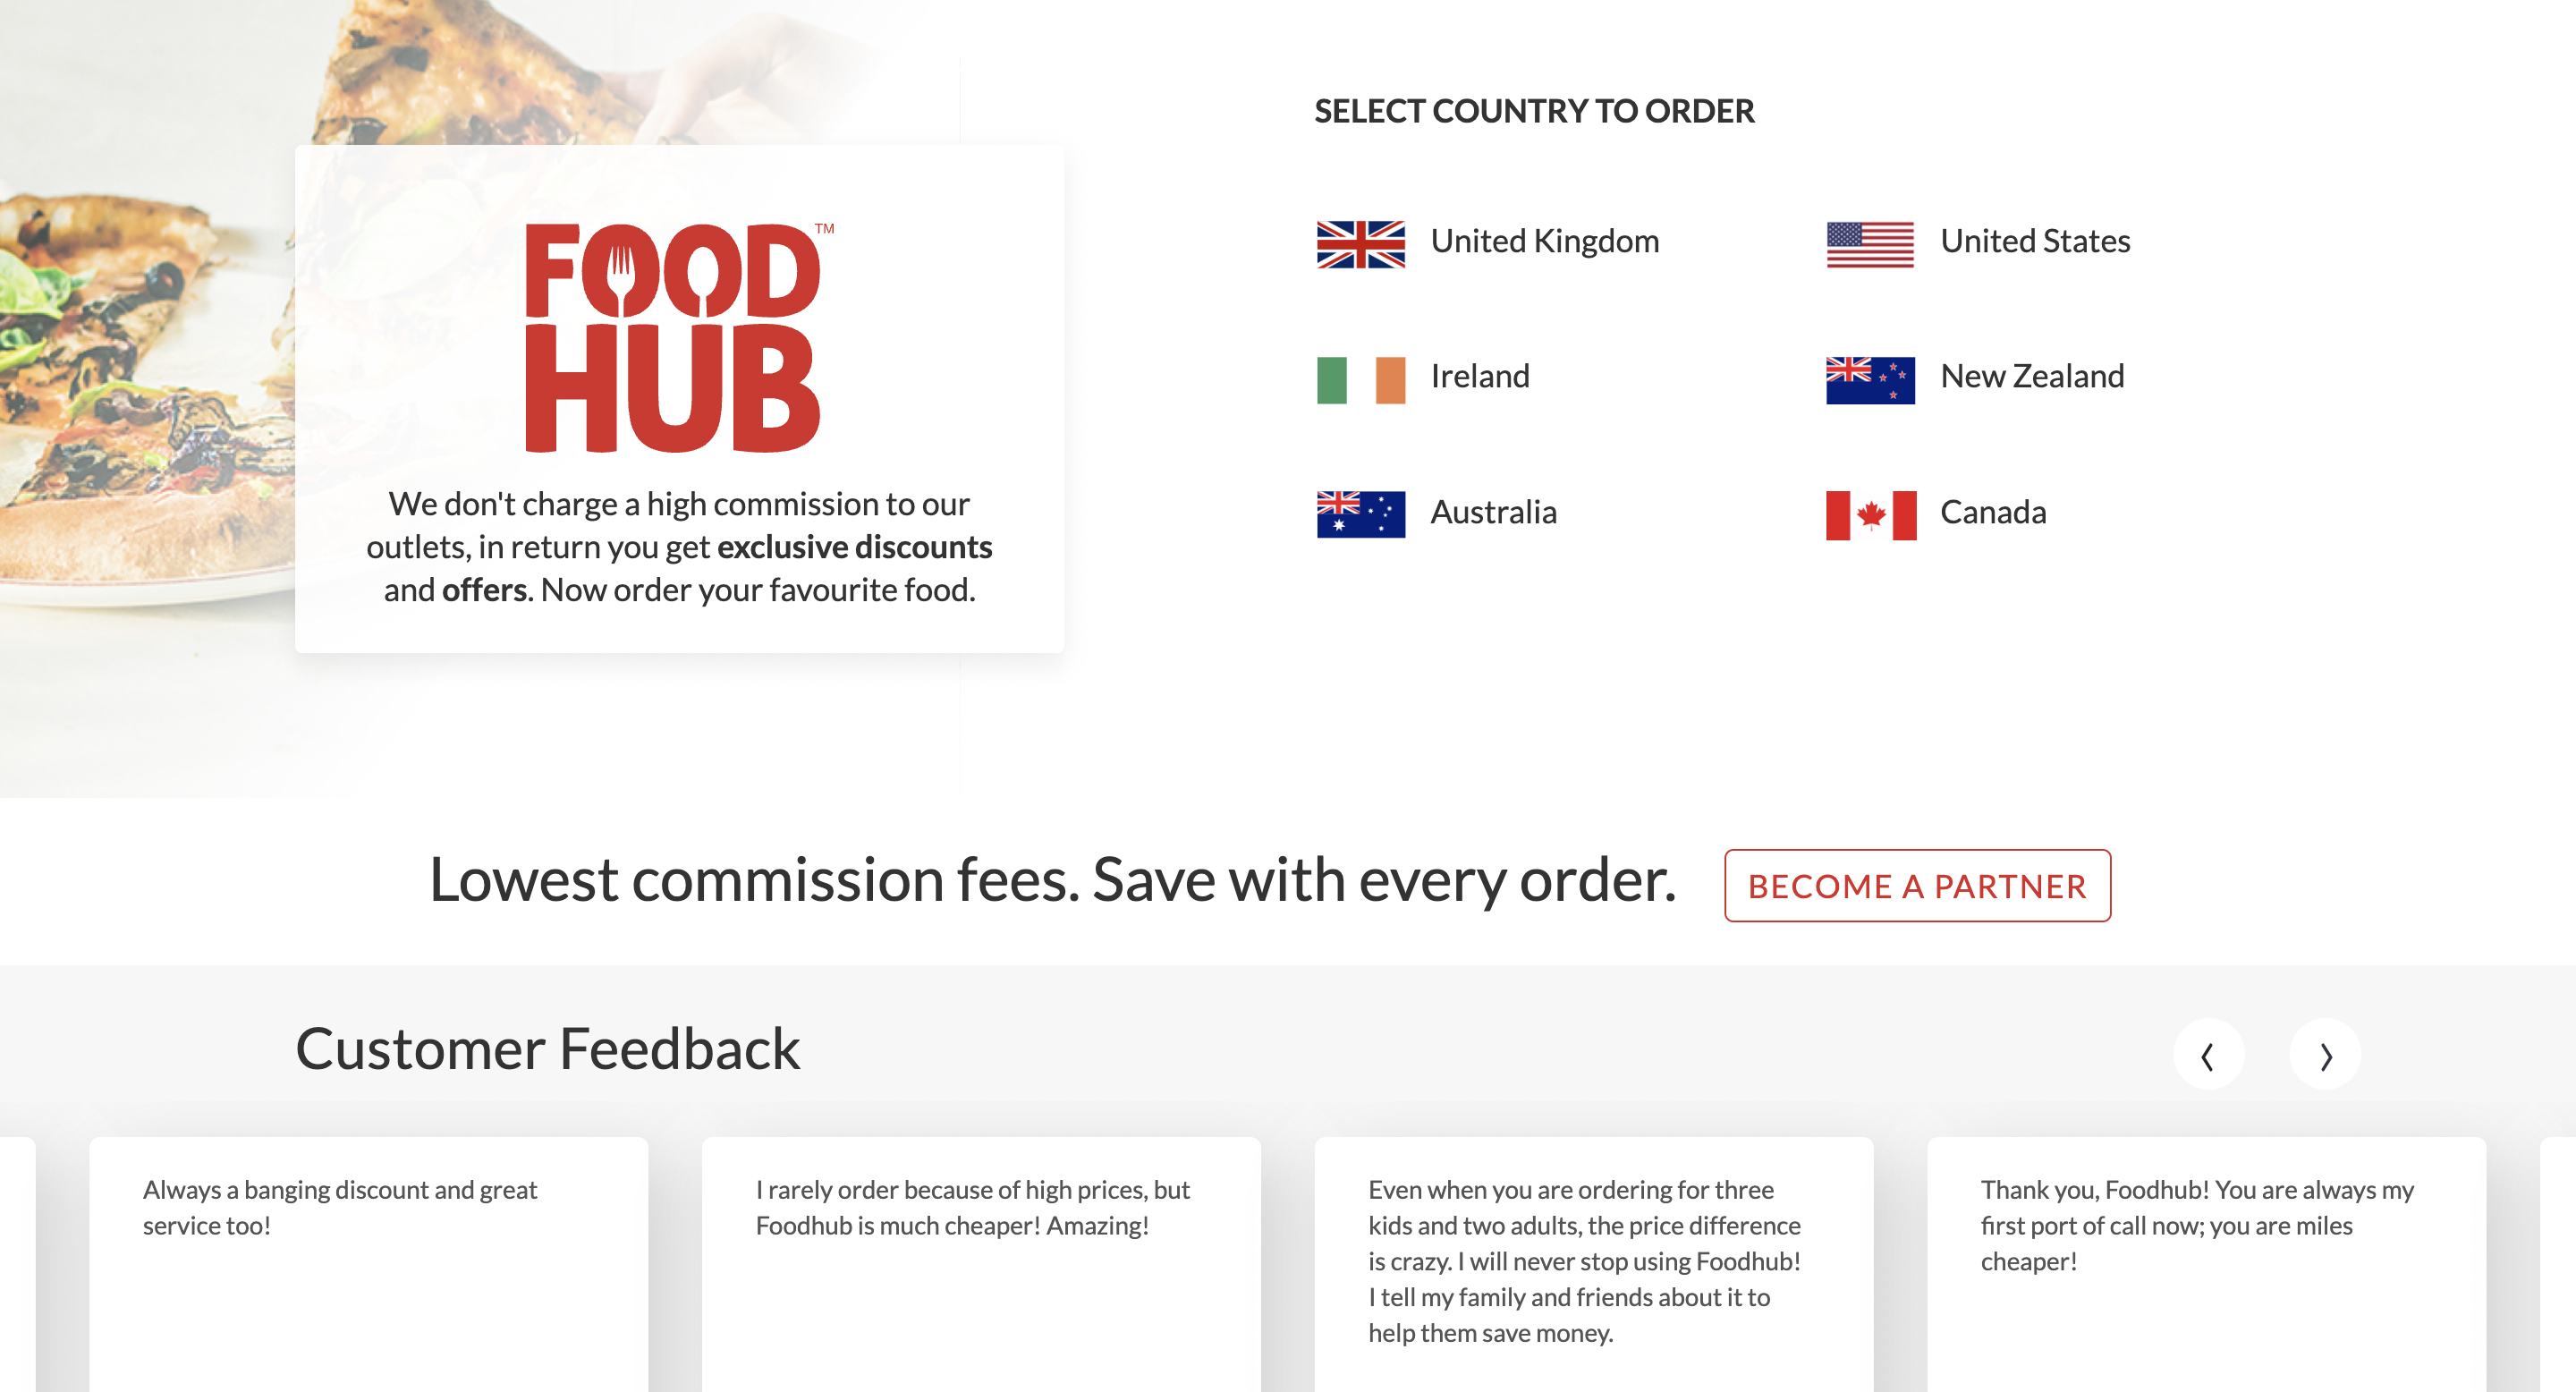 FOOD™
HUB
We don't charge a high commission to our
outlets, in return you get exclusive discounts
and offers. Now order your favourite food.
SELECT COUNTRY TO ORDER
United Kingdom
United States
Ireland
New Zealand
Australia
Canada
Lowest commission fees. Save with every order.
BECOME A PARTNER
Customer Feedback
Always a banging discount and great
service too!
I rarely order because of high prices, but
Foodhub is much cheaper! Amazing!
Even when you are ordering for three
kids and two adults, the price difference
is crazy. I will never stop using Foodhub!
I tell my family and friends about it to
help them save money.
Thank you, Foodhub! You are always my
first port of call now; you are miles
cheaper!